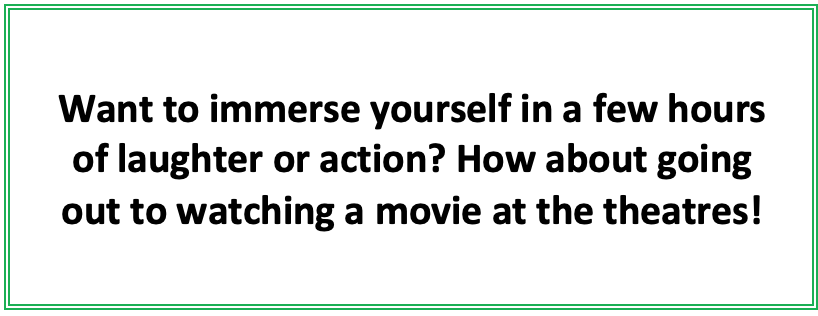 Want to immerse yourself in a few hours
of laughter or action? How about going
out to watching a movie at the theatres!